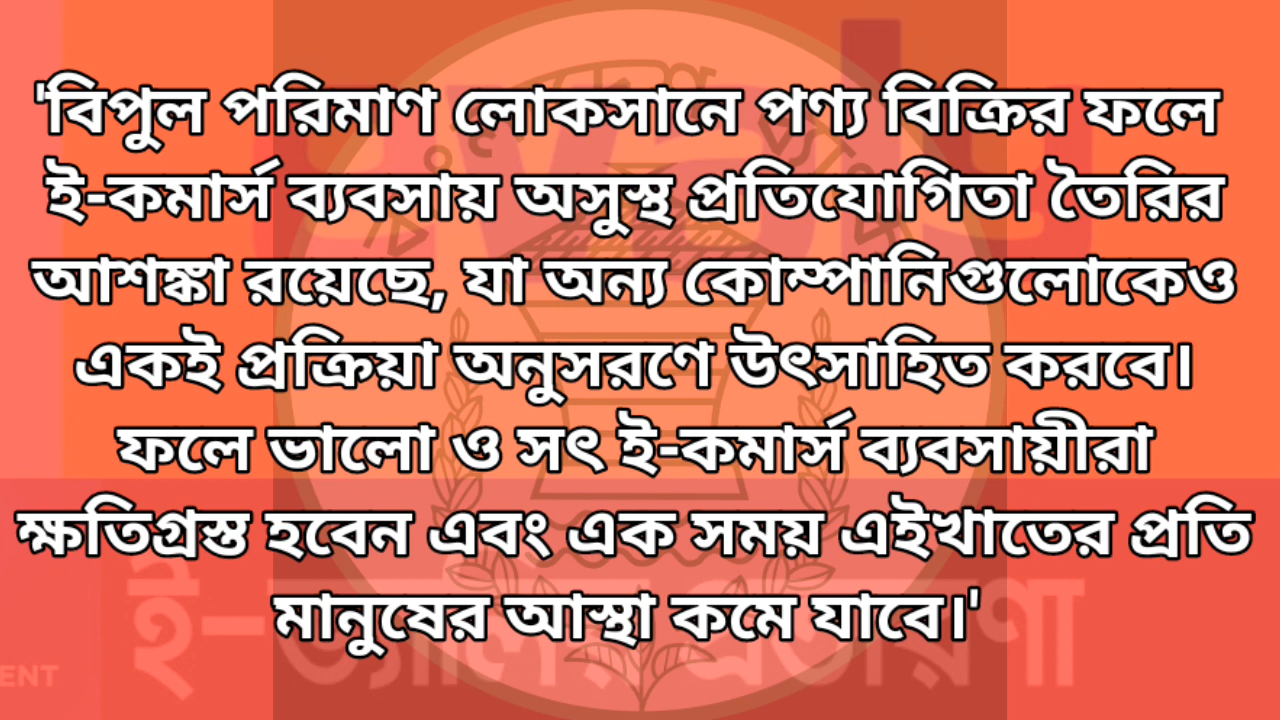 'বিপুল পরিমাণ লোকসানে পণ্য বিক্রির ফলে
ই-কমার্স ব্যবসায় অসুস্থ প্রতিযোগিতা তৈরির
আশঙ্কা রয়েছে, যা অন্য কোম্পানিগুলোকেও
একই প্রক্রিয়া অনুসরণে উৎসাহিত করবে।
ফলে ভালো ও সৎ ই-কমার্স ব্যবসায়ীরা
ক্ষতিগ্রস্ত হবেন এবং এক সময় এইখাতের প্রতি
মানুষের আস্থা কমে যাবে।'
ENT